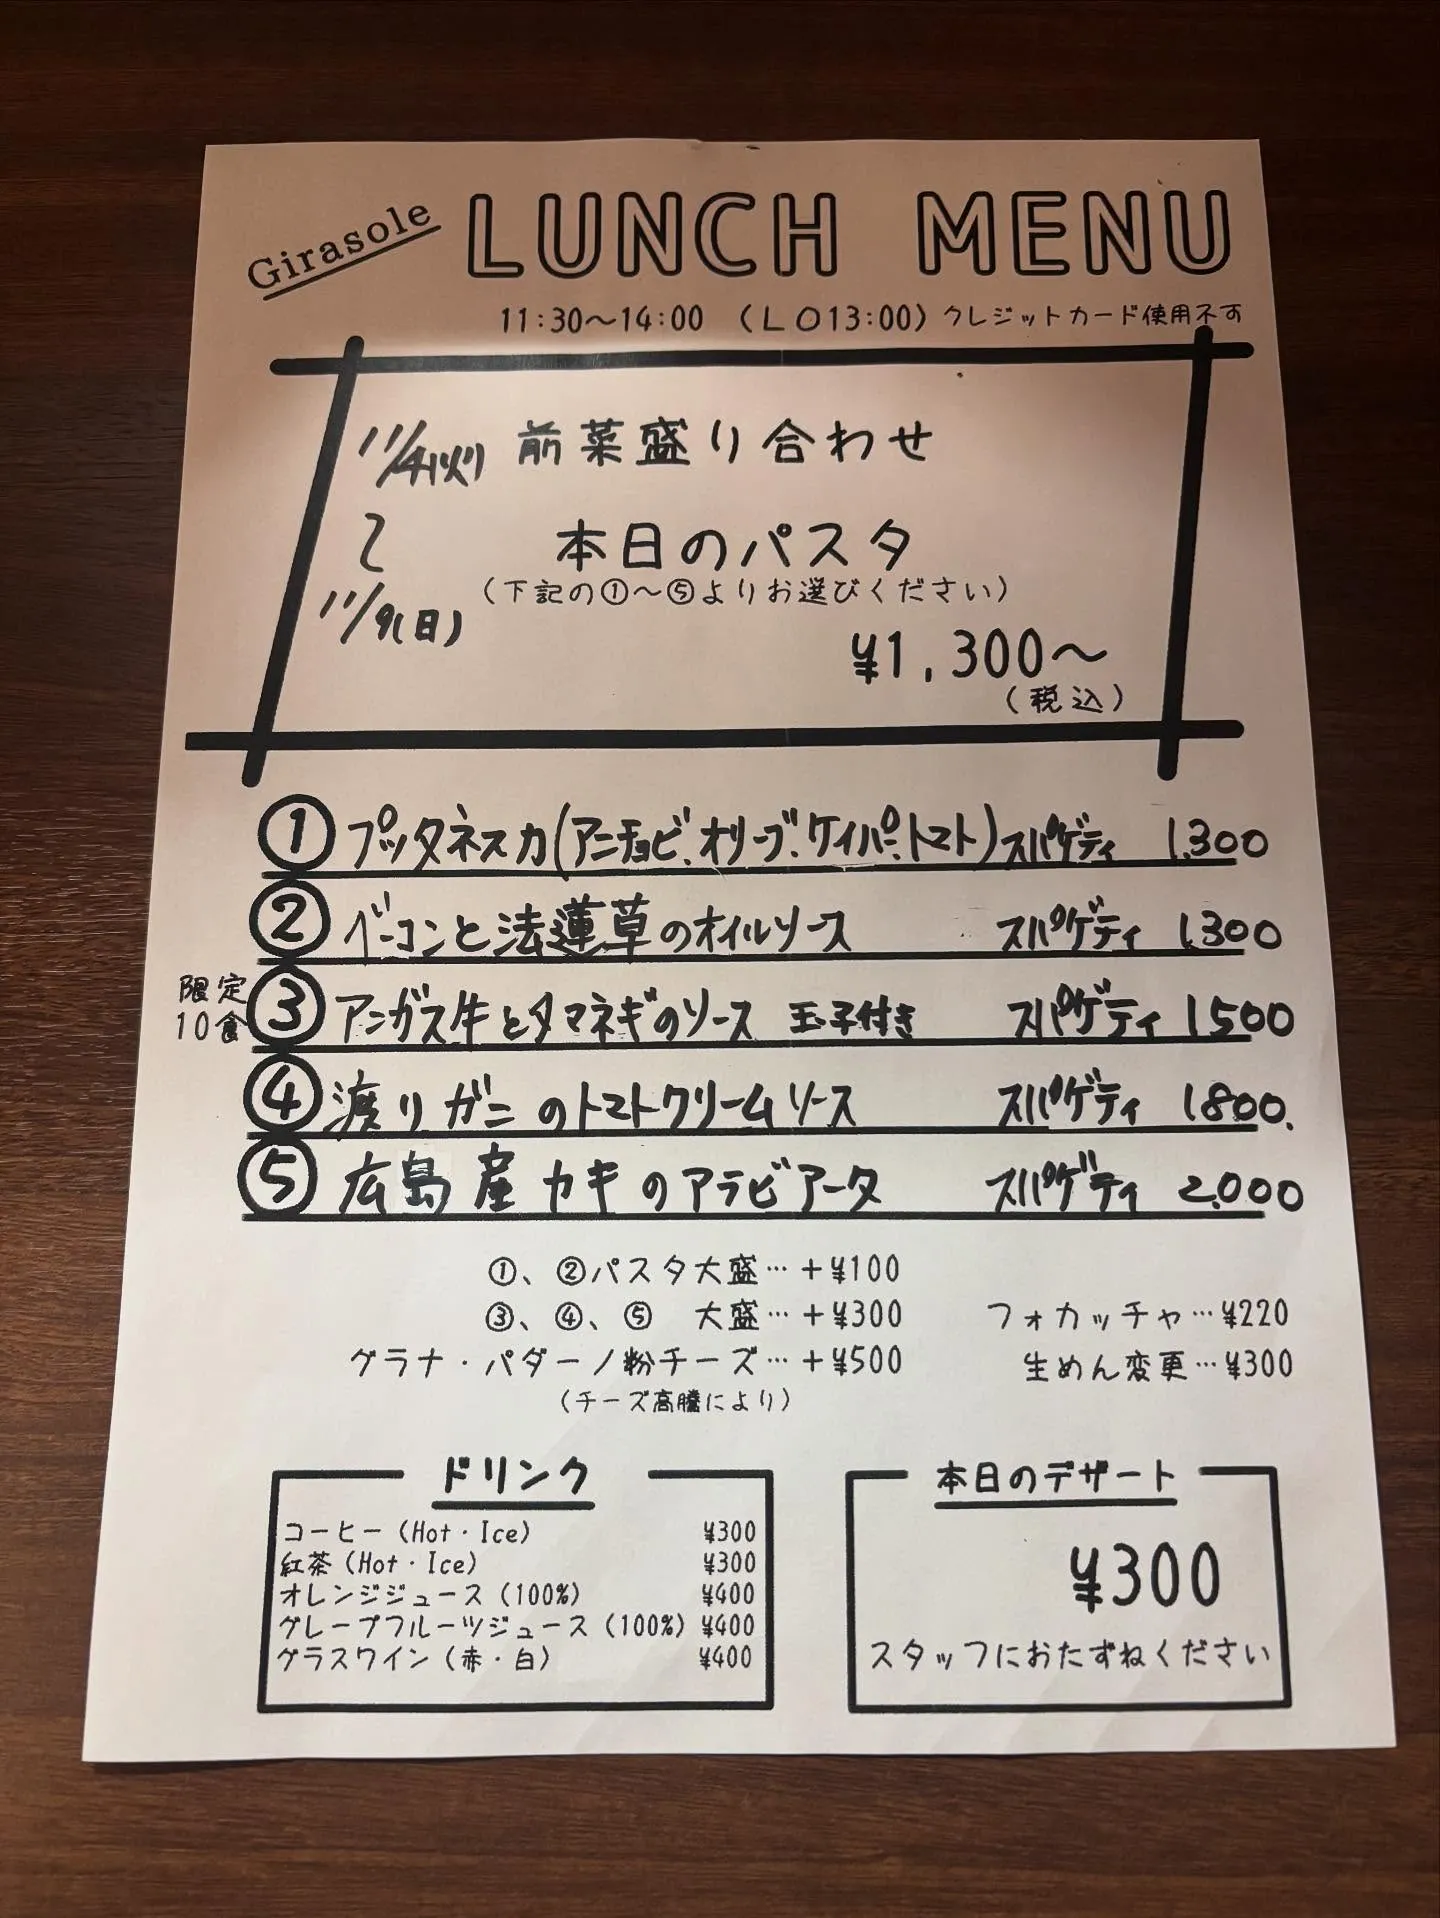 Girasole
LUNCH MENU
11:30～14:00 （LO13:00）クレジットカード使用不可
11/4(火) 前菜盛り合わせ
～ 本日のパスタ
（下記の①～⑤よりお選びください）
11/9(日)
¥1,300～
（税込）
① プッタネスカ(アンチョビ、オリーブ、ケイパー、トマト)スパゲティ 1.300
② ベーコンと法蓮草のオイルソース スパゲティ 1.300
限定
10食
③ アンガス牛とタマネギのソース 玉子付き スパゲティ 1500
④ 渡りガニのトマトクリームソース スパゲティ 1800.
⑤ 広島産カキのアラビアータ スパゲティ 2.000
①、②パスタ大盛…＋¥100
③、④、⑤ 大盛…＋¥300 フォカッチャ…¥220
グラナ・パダーノ粉チーズ…＋¥500 生めん変更…¥300
（チーズ高騰により）
ドリンク
コーヒー（Hot・Ice） ¥300
紅茶（Hot・Ice） ¥300
オレンジジュース（100%） ¥400
グレープフルーツジュース（100%） ¥400
グラスワイン（赤・白） ¥400
本日のデザート
¥300
スタッフにおたずねください